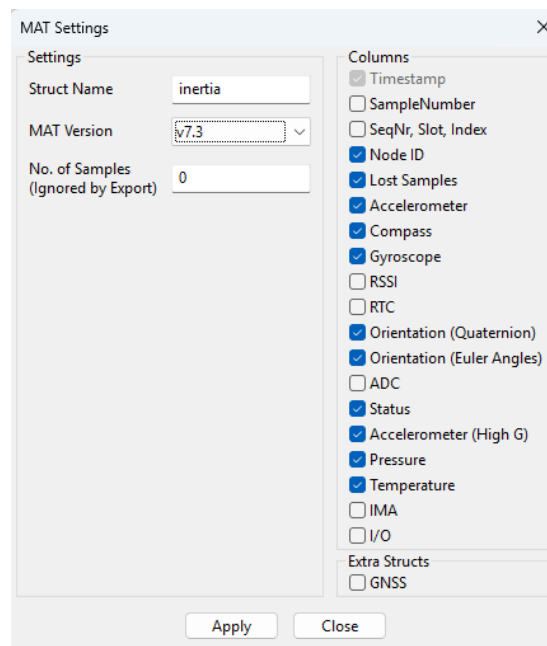 MAT Settings
Settings
Struct Name
inertia
MAT Version
v7.3
No. of Samples
(Ignored by Export)
0
Columns
Timestamp
SampleNumber
SeqNr, Slot, Index
Node ID
Lost Samples
Accelerometer
Compass
Gyroscope
RSSI
RTC
Orientation (Quaternion)
Orientation (Euler Angles)
ADC
Status
Accelerometer (High G)
Pressure
Temperature
IMA
I/O
Extra Structs
GNSS
Apply
Close